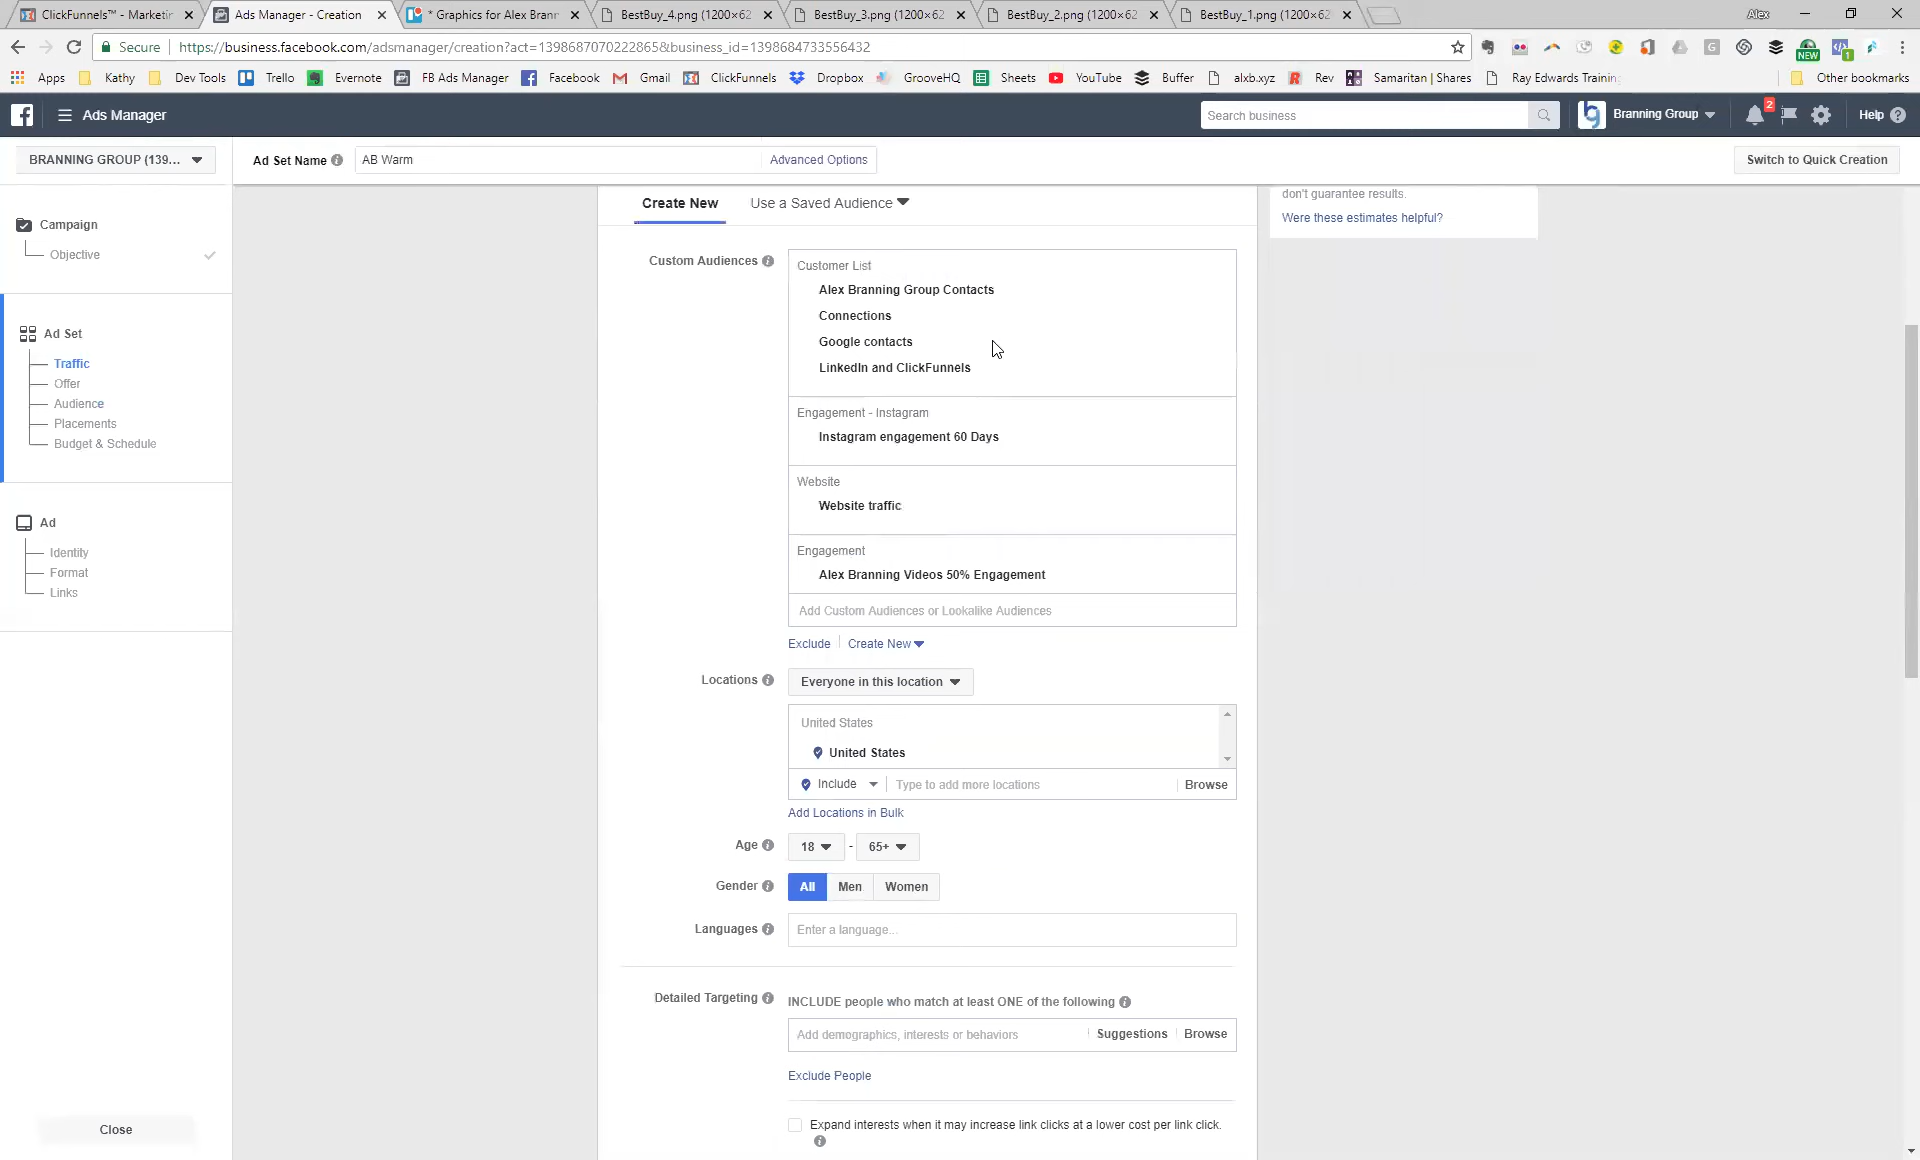 ClickFunnels™ - Marketin
Ads Manager - Creation
* Graphics for Alex Brann
BestBuy_4.png (1200×62
BestBuy_3.png (1200×62
BestBuy_2.png (1200×62
BestBuy_1.png (1200×62
Alex
Secure https://business.facebook.com/adsmanager/creation?act=1398687070222865&business_id=1398684733556432
Apps Kathy Dev Tools Trello Evernote FB Ads Manager Facebook Gmail ClickFunnels Dropbox GrooveHQ Sheets YouTube Buffer alxb.xyz Rev Samaritan | Shares Ray Edwards Trainin Other bookmarks
NEW
1
Ads Manager
Search business
Branning Group
2
Help
BRANNING GROUP (139...
Ad Set Name AB Warm Advanced Options
Switch to Quick Creation
Campaign
Objective
Ad Set
Traffic
Offer
Audience
Placements
Budget & Schedule
Ad
Identity
Format
Links
Close
Create New Use a Saved Audience
don't guarantee results.
Were these estimates helpful?
Custom Audiences
Customer List
Alex Branning Group Contacts
Connections
Google contacts
LinkedIn and ClickFunnels
Engagement - Instagram
Instagram engagement 60 Days
Website
Website traffic
Engagement
Alex Branning Videos 50% Engagement
Add Custom Audiences or Lookalike Audiences
Exclude Create New
Locations Everyone in this location
United States
United States
Include Type to add more locations Browse
Add Locations in Bulk
Age 18 - 65+
Gender All Men Women
Languages Enter a language...
Detailed Targeting INCLUDE people who match at least ONE of the following
Add demographics, interests or behaviors Suggestions Browse
Exclude People
Expand interests when it may increase link clicks at a lower cost per link click.